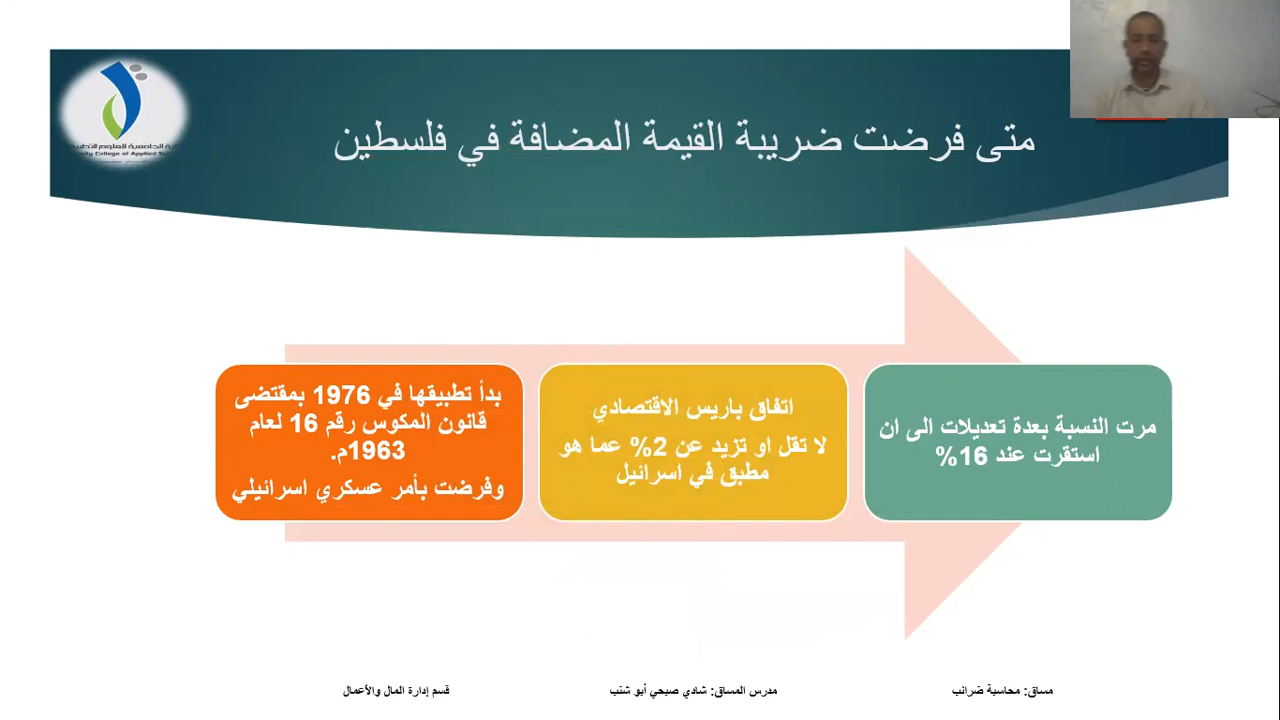 متى فرضت ضريبة القيمة المضافة في فلسطين
بدأ تطبيقها في 1976 بمقتضى
قانون المكوس رقم 16 لعام
1963م.
وفرضت بأمر عسكري اسرائيلي
اتفاق باريس الاقتصادي
لا تقل او تزيد عن 2% عما هو
مطبق في اسرائيل
مرت النسبة بعدة تعديلات الى ان
استقرت عند 16%
مساق: محاسبة ضرائب
مدرس المساق: شادي صبحي أبو شنب
قسم إدارة المال والأعمال